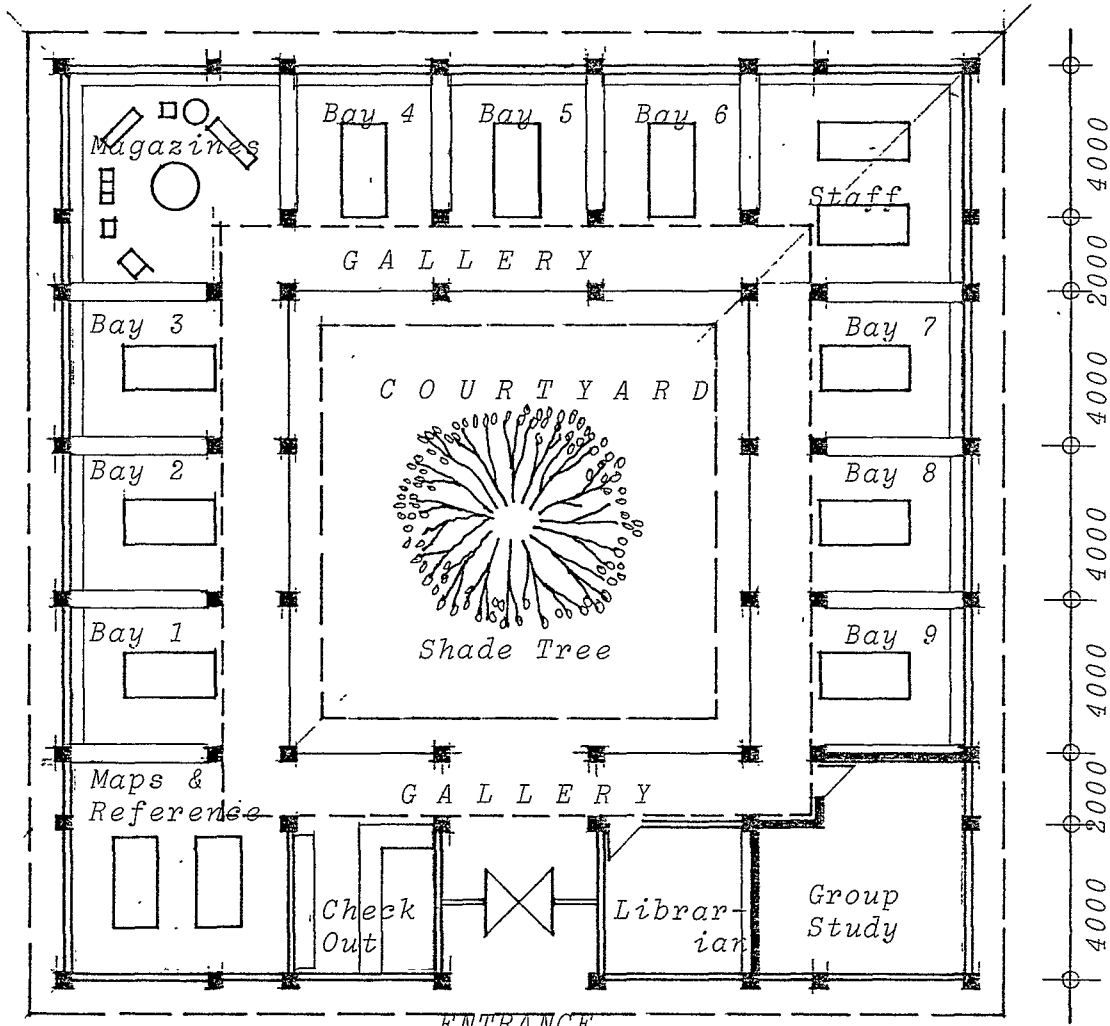 Bay 4
Bay 5
Bay 6
Magazines
Staff
GALLERY
Bay 3
Bay 7
COURTYARD
Bay 2
Bay 8
Bay 1
Shade Tree
Bay 9
Maps &
Reference
GALLERY
Check
Out
Librar-
ian
Group
Study
ENTRANCE
4000
2000
4000
4000
4000
2000
4000